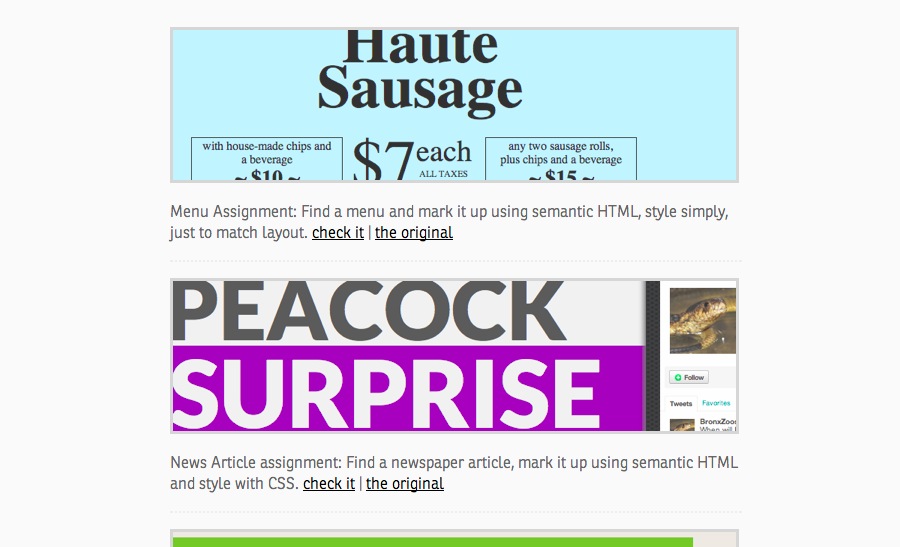 Haute
Sausage
with house-made chips and
a beverage
~ $10 ~
$7 each
ALL TAXES
any two sausage rolls,
plus chips and a beverage
~ $15 ~
Menu Assignment: Find a menu and mark it up using semantic HTML, style simply,
just to match layout. check it | the original
PEACOCK
SURPRISE
Follow
Tweets Favorites
BronxZoo
When will
News Article assignment: Find a newspaper article, mark it up using semantic HTML
and style with CSS. check it | the original